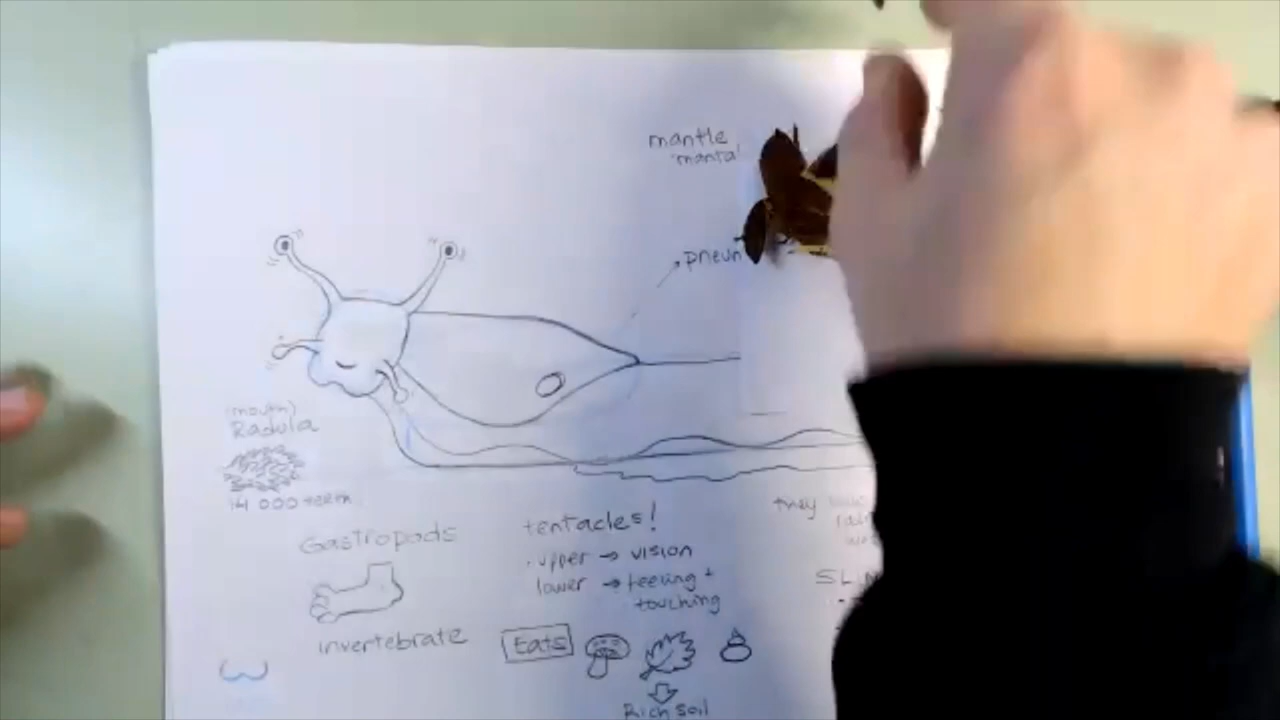 mantle
'manta'
pneun
(mouth)
Radula
14 000 teeth
Gastropods
invertebrate
tentacles!
upper → vision
lower → feeling +
touching
Eats
Rich soil
they